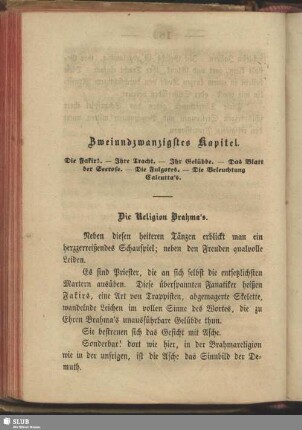 Zweiundzwanzigstes Kapitel.
Die Fakirs. — Ihre Tracht. — Ihr Gelübde. — Das Blatt
der Seerose. — Die Fulgores. — Die Beleuchtung
Calcutta's.
Die Religion Brahma's.
Neben diesen heiteren Tänzen erblickt man ein
herzzerreißendes Schauspiel; neben den Freuden qualvolle
Leiden.
Es sind Priester, die an sich selbst die entsetzlichsten
Martern ausüben. Diese überspannten Fanatiker heißen
Fakirs, eine Art von Trappisten, abgemagerte Skelette,
wandelnde Leichen im vollen Sinne des Wortes, die zu
Ehren Brahma's unausführbare Gelübde thun.
Sie bestreuen sich das Gesicht mit Asche.
Sonderbar! dort wie hier, in der Brahmareligion
wie in der unsrigen, ist die Asche das Sinnbild der De-
muth.
SLUB